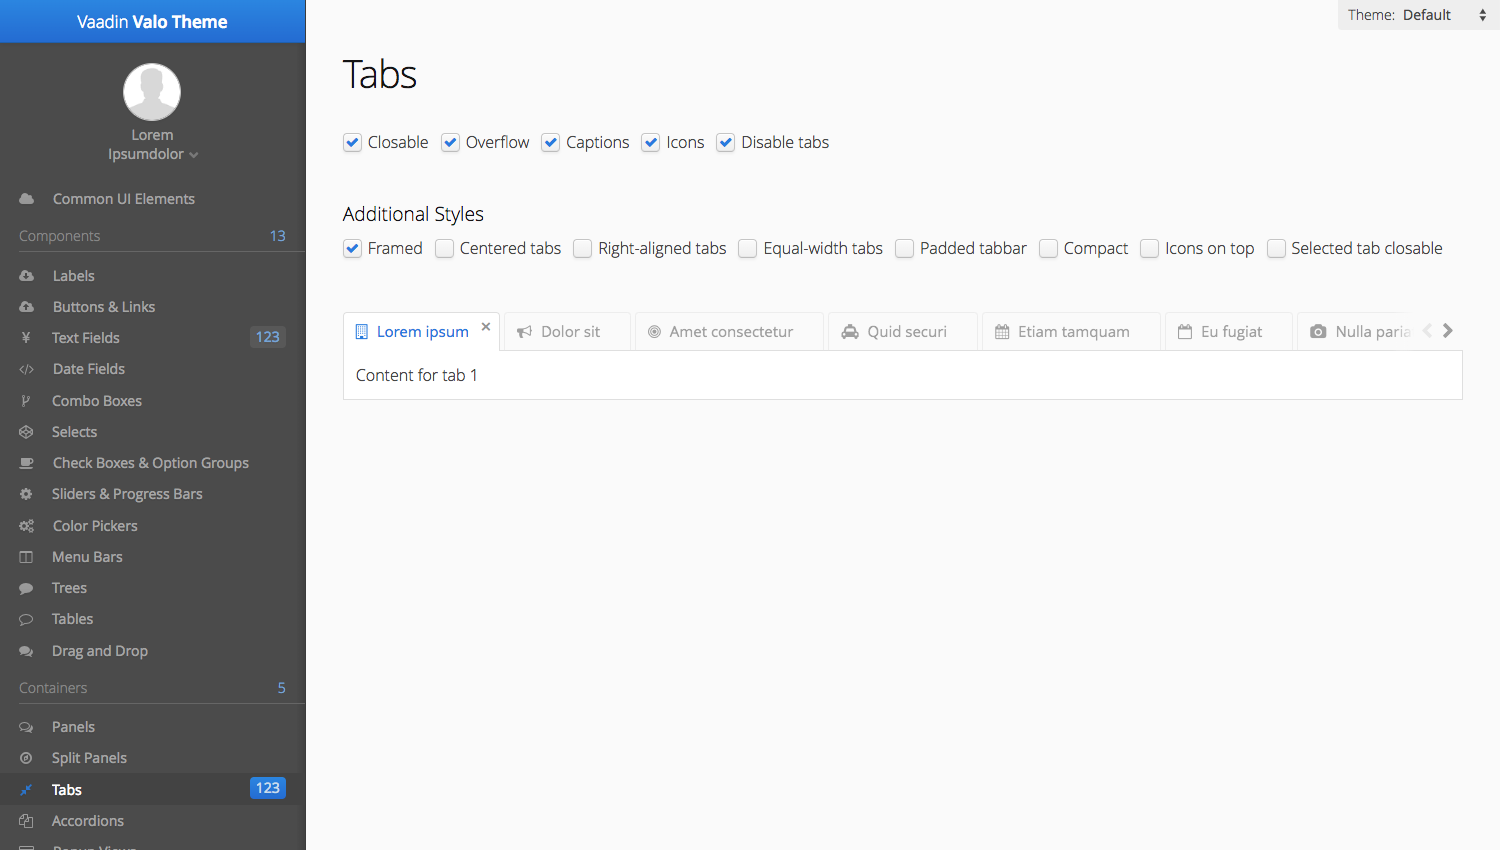 Vaadin Valo Theme
Lorem
Ipsumdolor
Common UI Elements
Components 13
Labels
Buttons & Links
Text Fields 123
Date Fields
Combo Boxes
Selects
Check Boxes & Option Groups
Sliders & Progress Bars
Color Pickers
Menu Bars
Trees
Tables
Drag and Drop
Containers 5
Panels
Split Panels
Tabs 123
Accordions
Popup Views
Theme: Default
Tabs
Closable Overflow Captions Icons Disable tabs
Additional Styles
Framed Centered tabs Right-aligned tabs Equal-width tabs Padded tabbar Compact Icons on top Selected tab closable
Lorem ipsum Dolor sit Amet consectetur Quid securi Etiam tamquam Eu fugiat Nulla
Content for tab 1